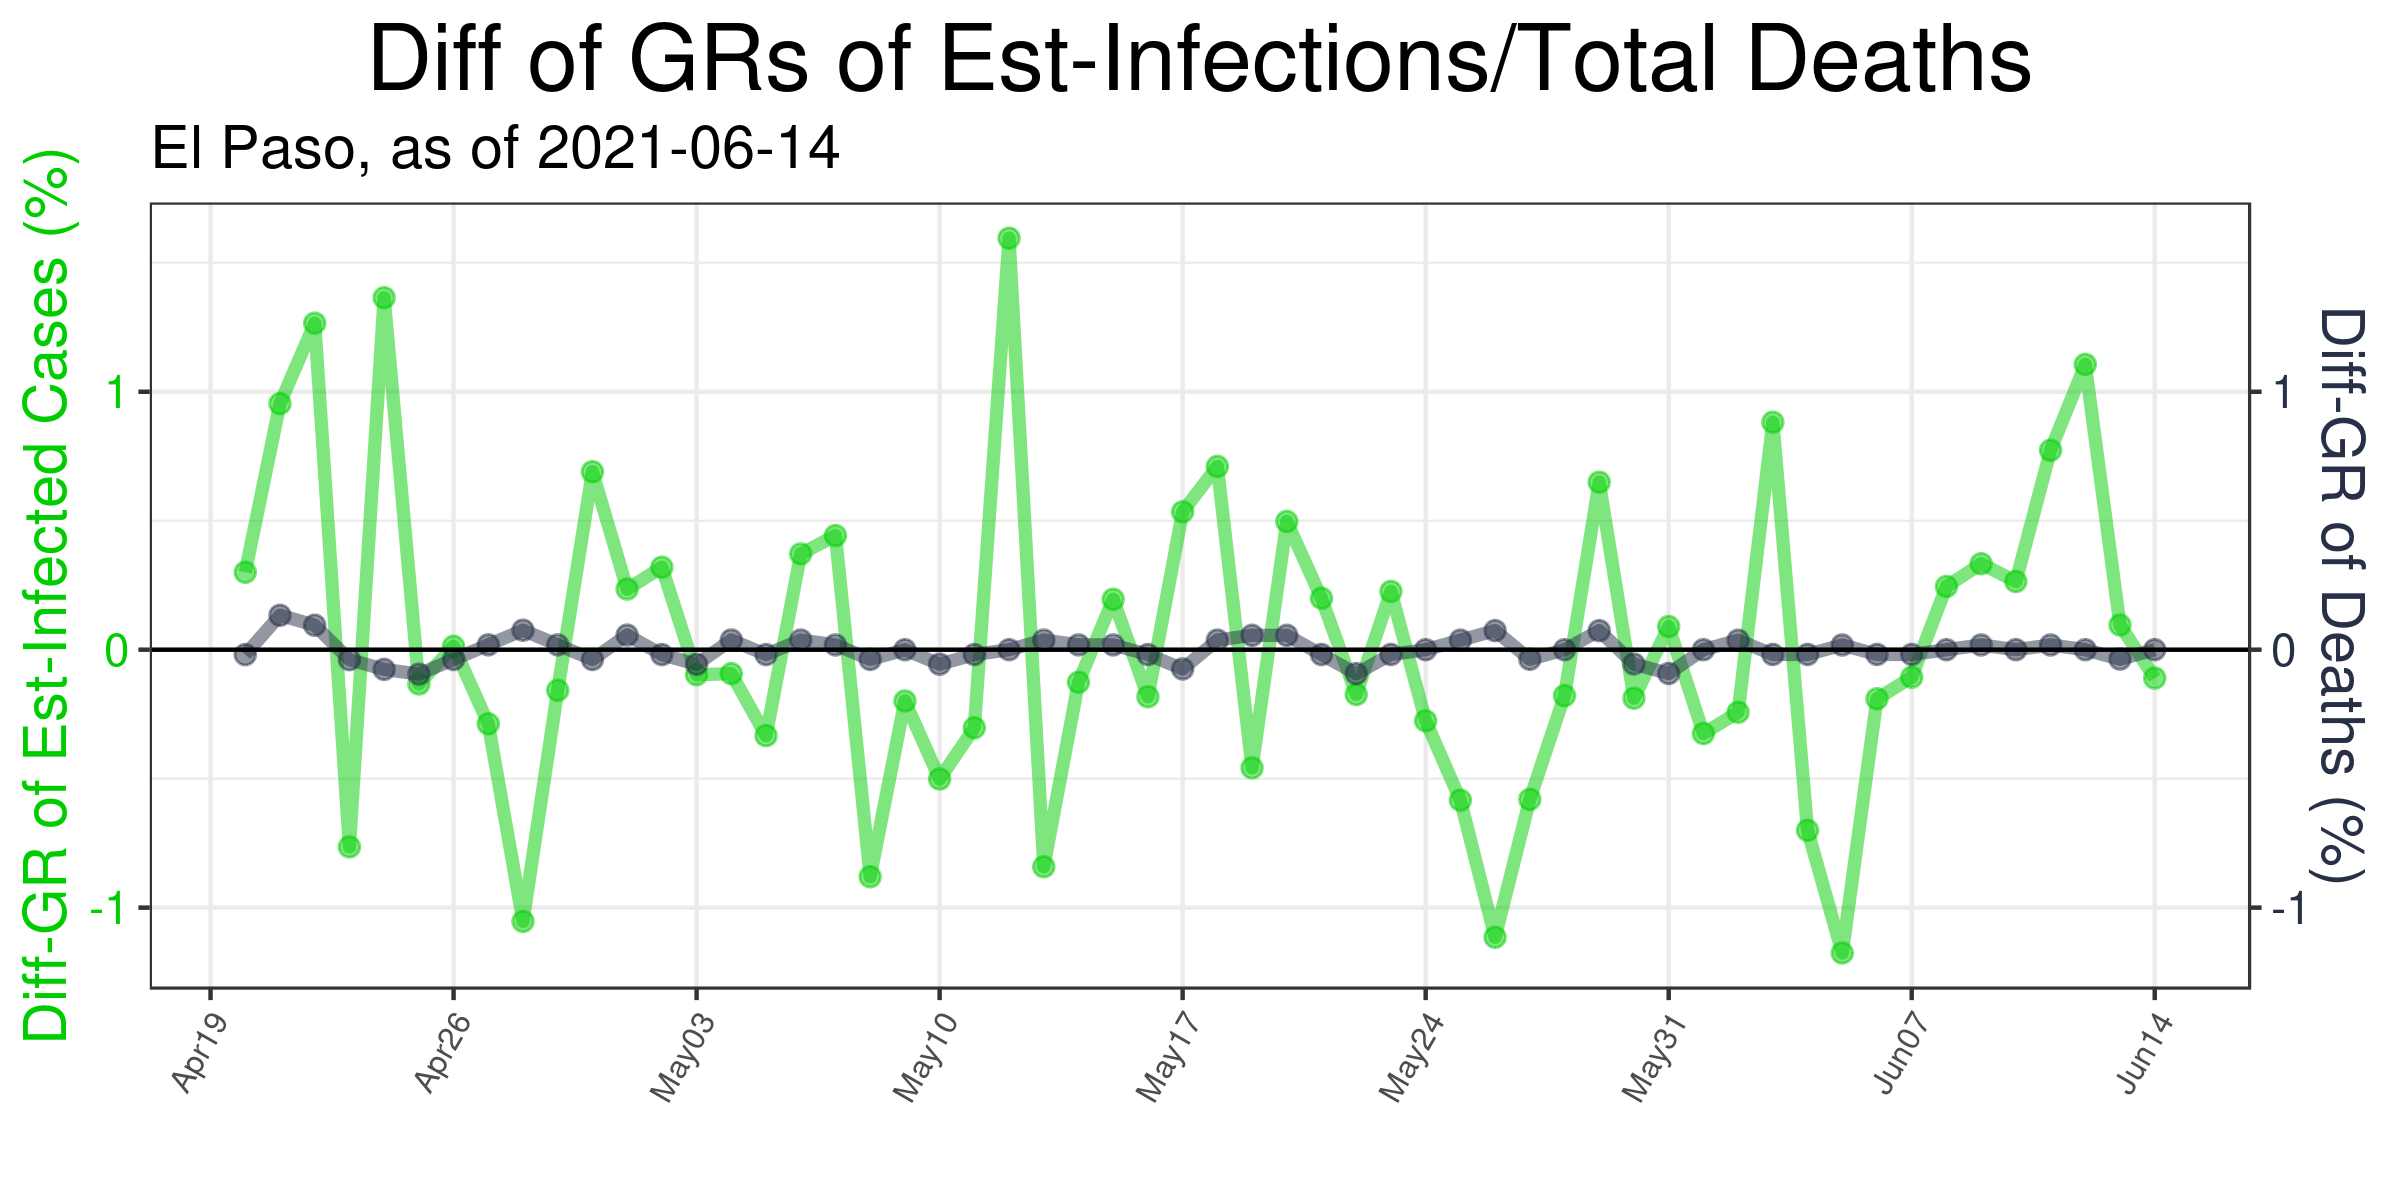 Diff of GRs of Est-Infections/Total Deaths
El Paso, as of 2021-06-14
Diff-GR of Est-Infected Cases (%)
1
0
-1
1
0
-1
Diff-GR of Deaths (%)
Apr19
Apr26
May03
May10
May17
May24
May31
Jun07
Jun14